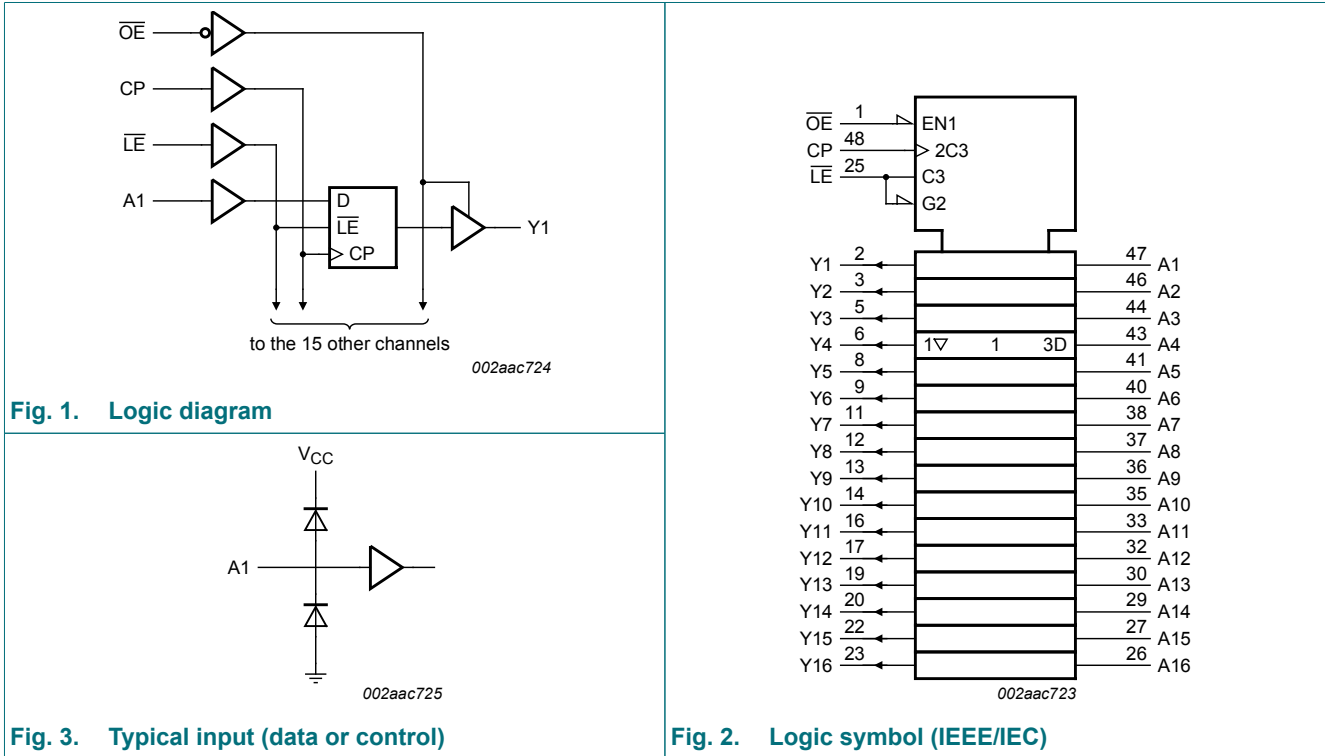 OE
CP
LE
A1
D
LE
CP
Y1
to the 15 other channels
002aac724
Fig. 1. Logic diagram
VCC
A1
002aac725
Fig. 3. Typical input (data or control)
OE 1 EN1
CP 48 2C3
LE 25 C3
G2
Y1 2 47 A1
Y2 3 46 A2
Y3 5 44 A3
Y4 6 1▽ 1 3D 43 A4
Y5 8 41 A5
Y6 9 40 A6
Y7 11 38 A7
Y8 12 37 A8
Y9 13 36 A9
Y10 14 35 A10
Y11 16 33 A11
Y12 17 32 A12
Y13 19 30 A13
Y14 20 29 A14
Y15 22 27 A15
Y16 23 26 A16
002aac723
Fig. 2. Logic symbol (IEEE/IEC)